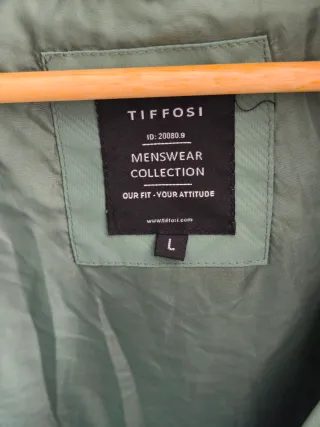 TIFFOSI
ID: 20080.9
MENSWEAR
COLLECTION
OUR FIT - YOUR ATTITUDE
www.tiffosi.com
L